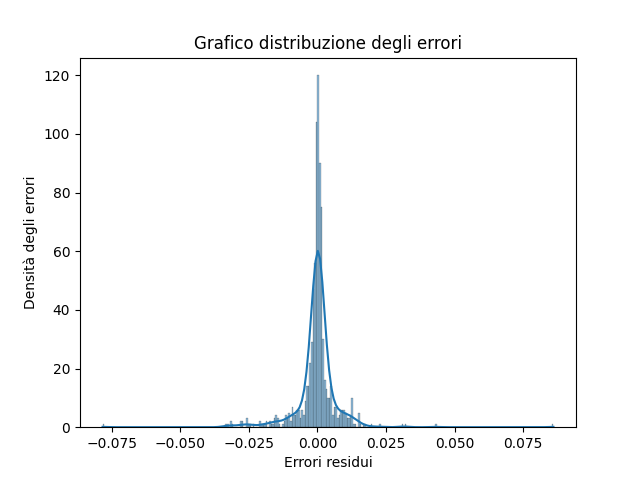 Grafico distribuzione degli errori
120
100
80
60
40
20
0
Densità degli errori
−0.075 −0.050 −0.025 0.000 0.025 0.050 0.075
Errori residui